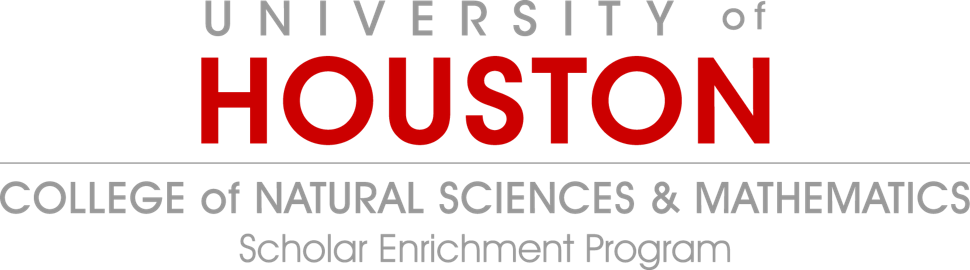 UNIVERSITY of
HOUSTON
COLLEGE of NATURAL SCIENCES & MATHEMATICS
Scholar Enrichment Program